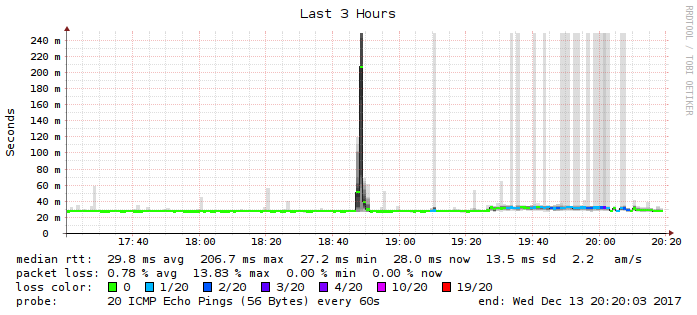 Last 3 Hours
RRDTOOL / TOBI OETIKER
Seconds
240 m
220 m
200 m
180 m
160 m
140 m
120 m
100 m
80 m
60 m
40 m
20 m
0
17:40 18:00 18:20 18:40 19:00 19:20 19:40 20:00 20:20
median rtt: 29.8 ms avg 206.7 ms max 27.2 ms min 28.0 ms now 13.5 ms sd 2.2 am/s
packet loss: 0.78 % avg 13.83 % max 0.00 % min 0.00 % now
loss color: 0 1/20 2/20 3/20 4/20 10/20 19/20
probe: 20 ICMP Echo Pings (56 Bytes) every 60s end: Wed Dec 13 20:20:03 2017